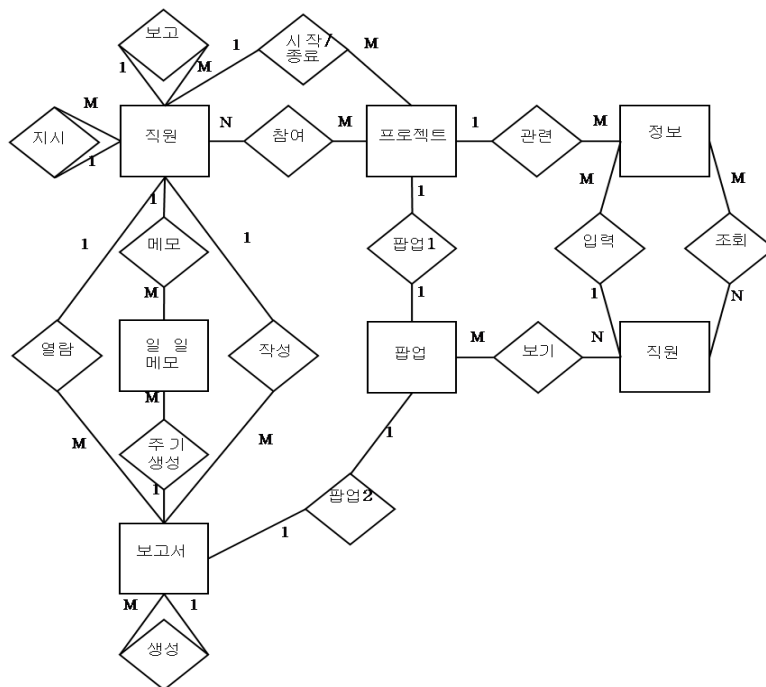 보고
1
M
1
시작/
종료
M
M
지시
1
직원
N
참여
M
프로젝트
1
관련
M
정보
1
메모
M
1
1
1
팝업1
1
M
입력
1
M
조회
N
열람
일 일
메모
작성
팝업
M
보기
N
직원
M
M
주기
생성
1
M
1
팝업2
1
보고서
M
1
생성